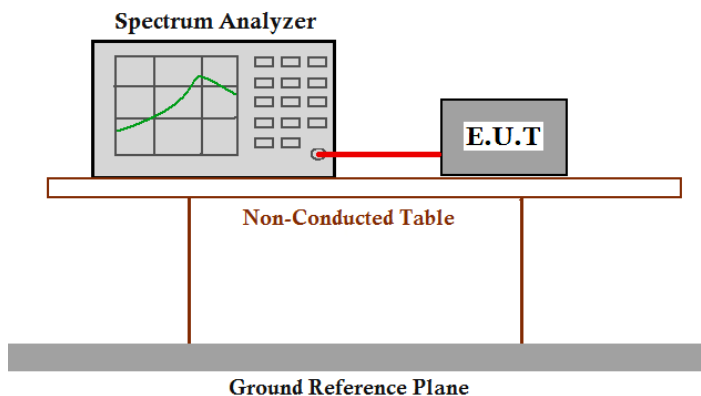 Spectrum Analyzer
E.U.T
Non-Conducted Table
Ground Reference Plane